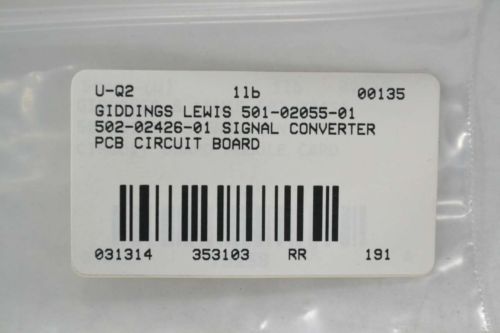 U-Q2 1lb 00135
GIDDINGS LEWIS 501-02055-01
502-02426-01 SIGNAL CONVERTER
PCB CIRCUIT BOARD
031314 353103 RR 191